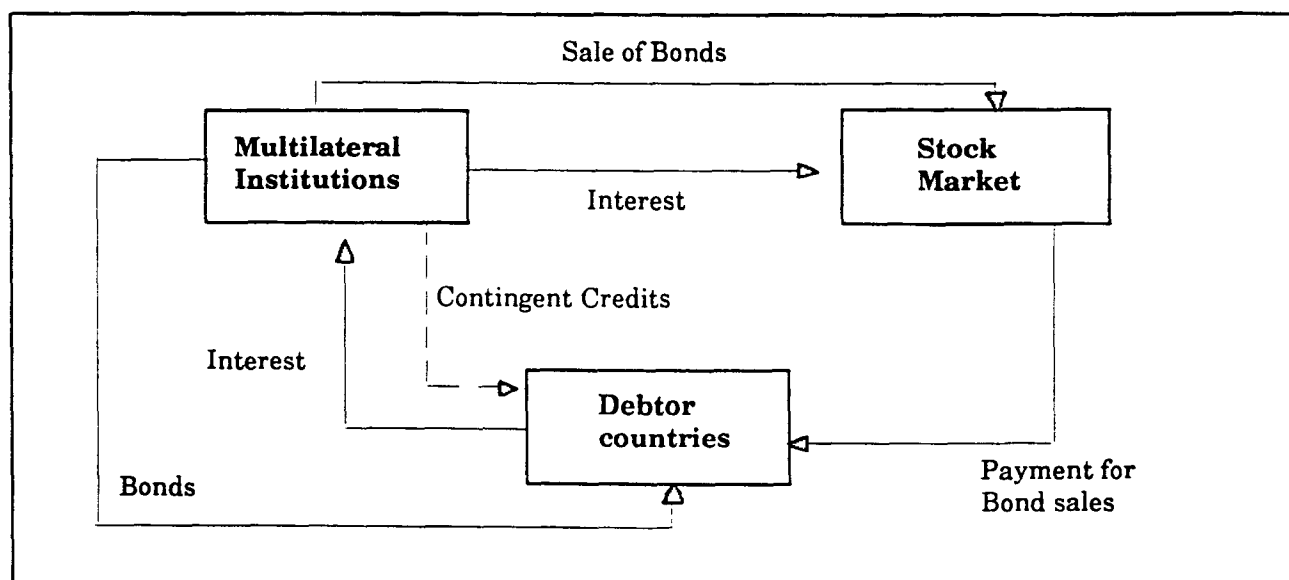 Sale of Bonds
Multilateral
Institutions
Stock
Market
Interest
Contingent Credits
Interest
Debtor
countries
Bonds
Payment for
Bond sales